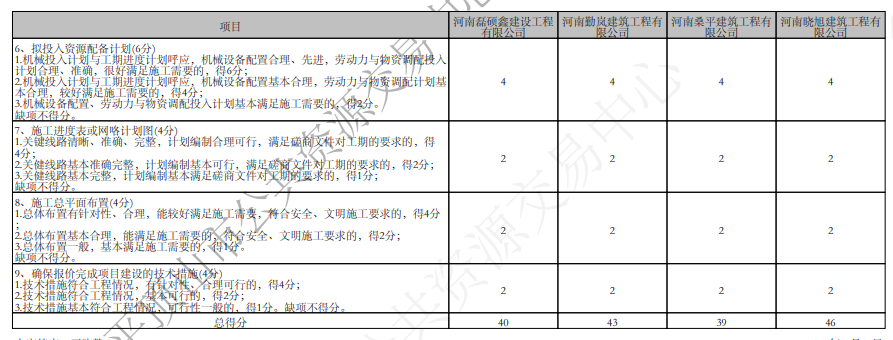 项目
河南磊硕鑫建设工程有限公司
河南勤岚建筑工程有限公司
河南桑平建筑工程有限公司
河南晓旭建筑工程有限公司
6、拟投入资源配备计划(6分)
1.机械投入计划与工期进度计划呼应，机械设备配置合理、先进，劳动力与物资调配投入
计划合理、准确，很好满足施工需要的，得6分；
2.机械投入计划与工期进度计划呼应，机械设备配置基本合理，劳动力与物资调配计划基
本合理，较好满足施工需要的，得4分；
3.机械设备配置、劳动力与物资调配投入计划基本满足施工需要的，得2分。
缺项不得分。
4 4 4 4
7、施工进度表或网络计划图(4分)
1.关键线路清晰、准确、完整，计划编制合理可行，满足磋商文件对工期的要求的，得
4分；
2.关健线路基本准确完整，计划编制基本可行，满足磋商文件对工期的要求的，得2分；
3.关健线路基本完整，计划编制基本满足磋商文件对工期的要求的，得1分；
缺项不得分。
2 2 2 2
8、施工总平面布置(4分)
1.总体布置有针对性、合理，能较好满足施工需要，符合安全、文明施工要求的，得4分
；
2.总体布置基本合理，能满足施工需要的，符合安全、文明施工要求的，得2分；
3.总体布置一般，基本满足施工需要的，得1分。
缺项不得分。
2 2 2 2
9、确保报价完成项目建设的技术措施(4分)
1.技术措施符合工程情况，有针对性、合理可行的，得4分；
2.技术措施符合工程情况，基本可行的，得2分；
3.技术措施基本符合工程情况，可行性一般的，得1分。缺项不得分。
2 2 2 2
总得分 40 43 39 46
平顶山市公共资源交易中心
公共资源交易中心